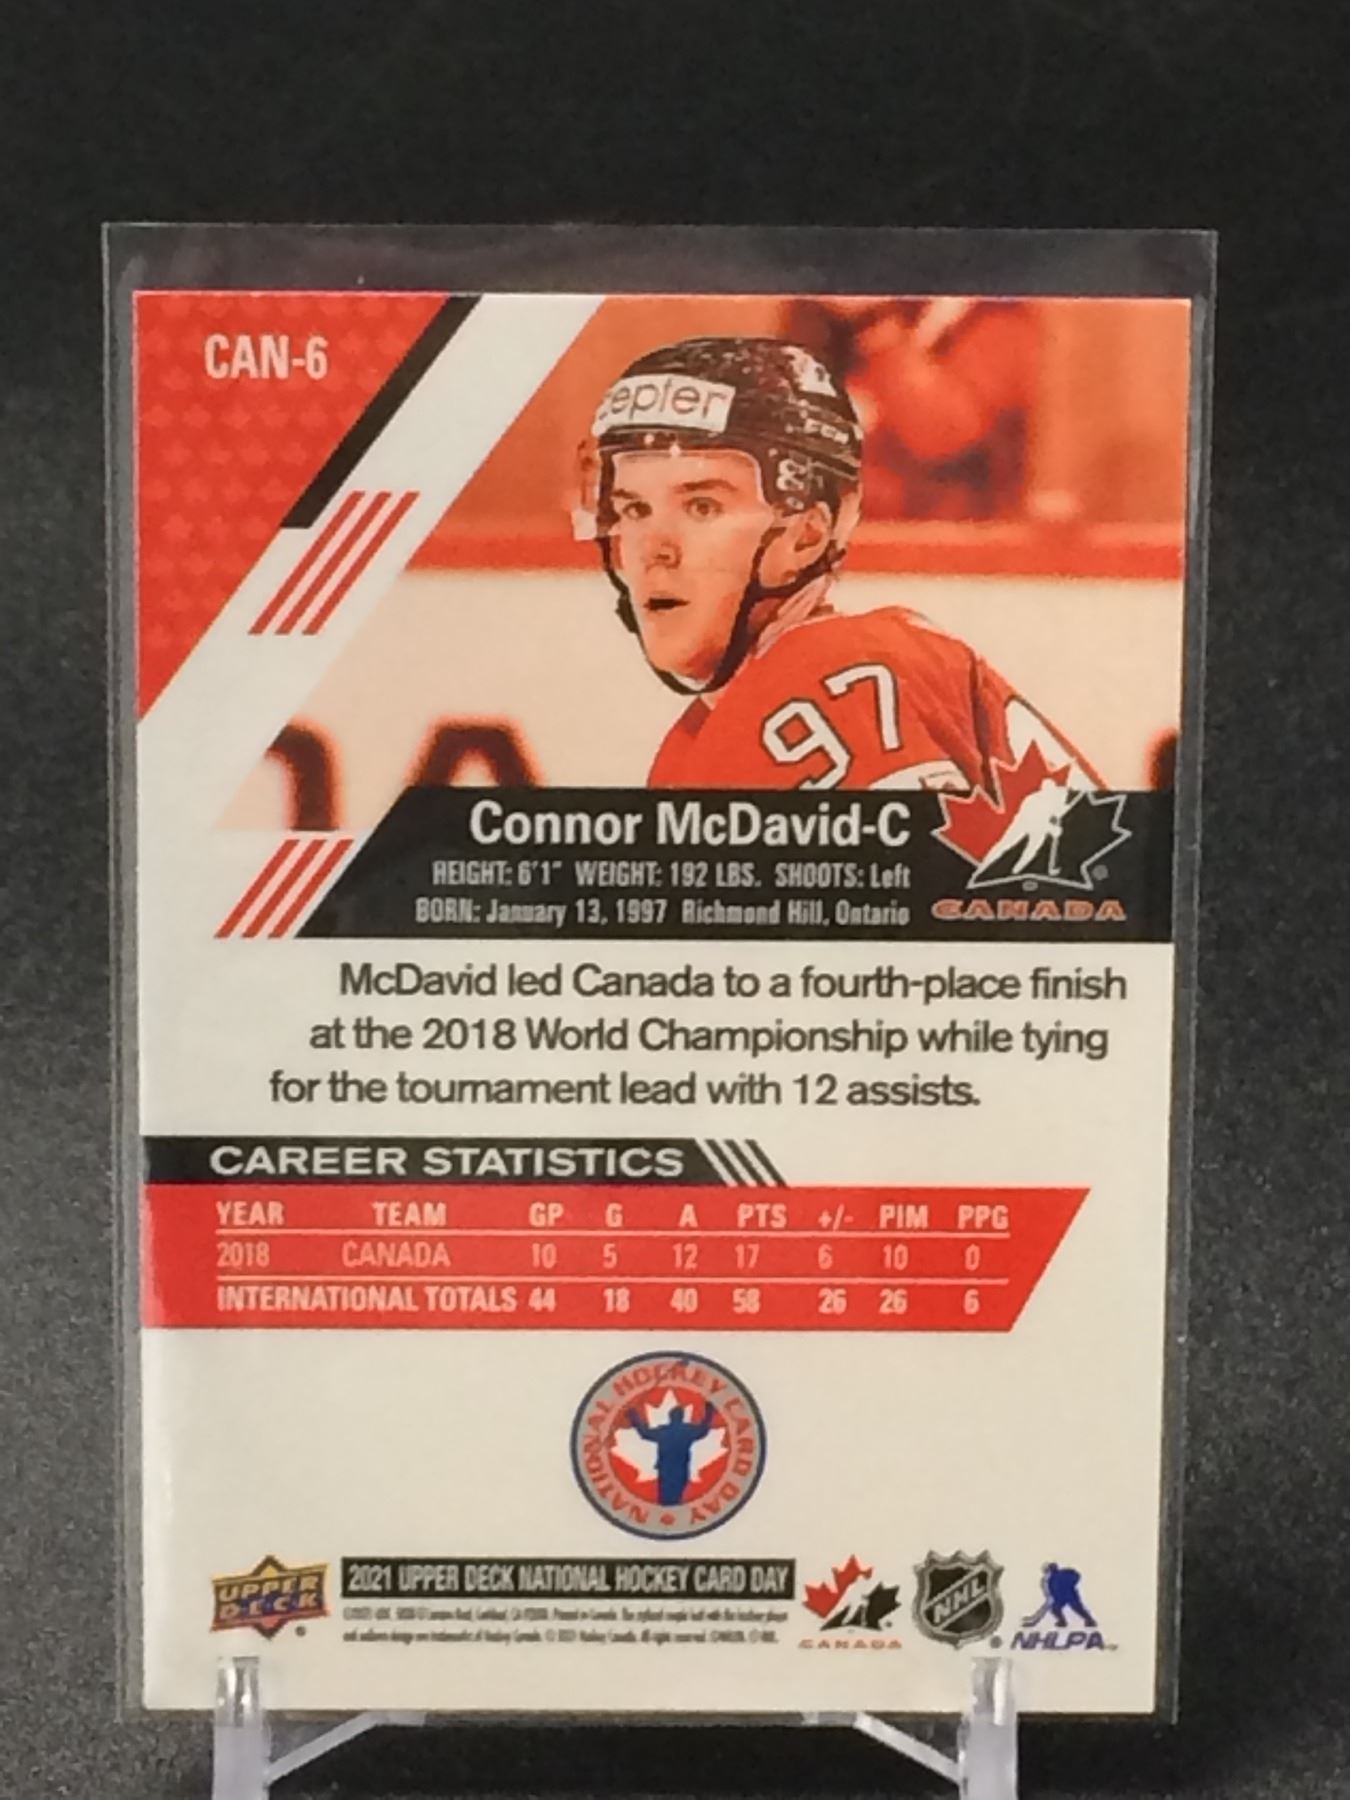 CAN-6
zepter
CCM
97
Connor McDavid-C
HEIGHT: 6'1" WEIGHT: 192 LBS. SHOOTS: Left
BORN: January 13, 1997 Richmond Hill, Ontario
CANADA
McDavid led Canada to a fourth-place finish
at the 2018 World Championship while tying
for the tournament lead with 12 assists.
CAREER STATISTICS
YEAR TEAM GP G A PTS +/- PIM PPG
2018 CANADA 10 5 12 17 6 10 0
INTERNATIONAL TOTALS 44 18 40 58 26 26 6
NATIONAL HOCKEY CARD DAY
UPPER DECK
2021 UPPER DECK NATIONAL HOCKEY CARD DAY
CANADA
NHL
NHLPA